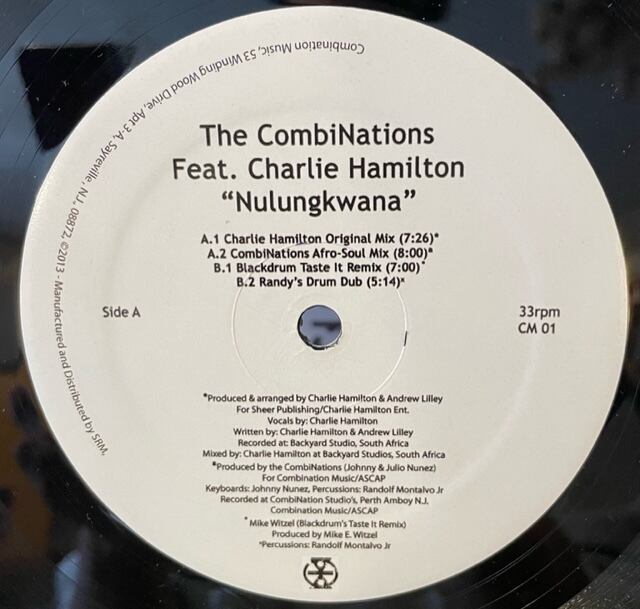 Combination Music, 53 Winding Wood Drive, Apt 3-A, Sayreville, N.J. 08872, ©2013 - Manufactured and Distributed by SRM.
The CombiNations
Feat. Charlie Hamilton
“Nulungkwana”
A.1 Charlie Hamilton Original Mix (7:26)*
A.2 CombiNations Afro-Soul Mix (8:00)*
B.1 Blackdrum Taste It Remix (7:00)*
B.2 Randy's Drum Dub (5:14)*
Side A
33rpm
CM 01
*Produced & arranged by Charlie Hamilton & Andrew Lilley
For Sheer Publishing/Charlie Hamilton Ent.
Vocals by: Charlie Hamilton
Written by: Charlie Hamilton & Andrew Lilley
Recorded at: Backyard Studio, South Africa
Mixed by: Charlie Hamilton at Backyard Studios, South Africa
*Produced by the CombiNations (Johnny & Julio Nunez)
For Combination Music/ASCAP
Keyboards: Johnny Nunez, Percussions: Randolf Montalvo Jr
Recorded at CombiNation Studio's, Perth Amboy N.J.
Combination Music/ASCAP
* Mike Witzel (Blackdrum's Taste It Remix)
Produced by Mike E. Witzel
*Percussions: Randolf Montalvo Jr